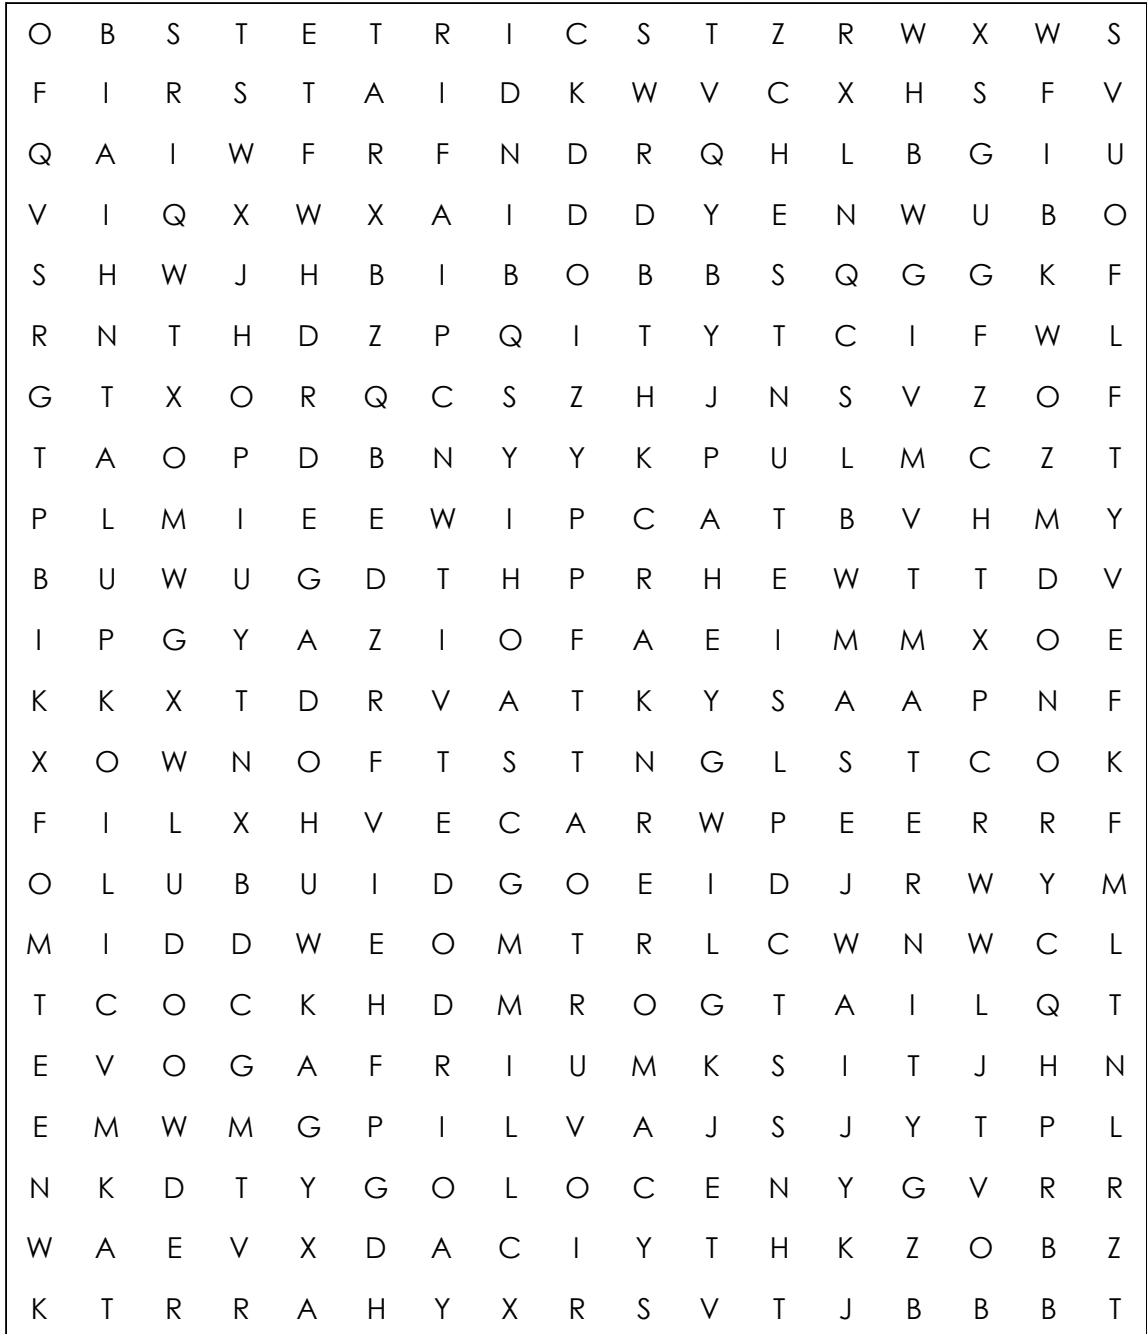 O B S T E T R I C S T Z R W X W S
F I R S T A I D K W V C X H S F V
Q A I W F R F N D R Q H L B G I U
V I Q X W X A I D D Y E N W U B O
S H W J H B I B O B B S Q G G K F
R N T H D Z P Q I T Y T C I F W L
G T X O R Q C S Z H J N S V Z O F
T A O P D B N Y Y K P U L M C Z T
P L M I E E W I P C A T B V H M Y
B U W U G D T H P R H E W T T D V
I P G Y A Z I O F A E I M M X O E
K K X T D R V A T K Y S A A P N F
X O W N O F T S T N G L S T C O K
F I L X H V E C A R W P E E R R F
O L U B U I D G O E I D J R W Y M
M I D D W E O M T R L C W N W C L
T C O C K H D M R O G T A I L Q T
E V O G A F R I U M K S I T J H N
E M W M G P I L V A J S J Y T P L
N K D T Y G O L O C E N Y G V R R
W A E V X D A C I Y T H K Z O B Z
K T R R A H Y X R S V T J B B B T